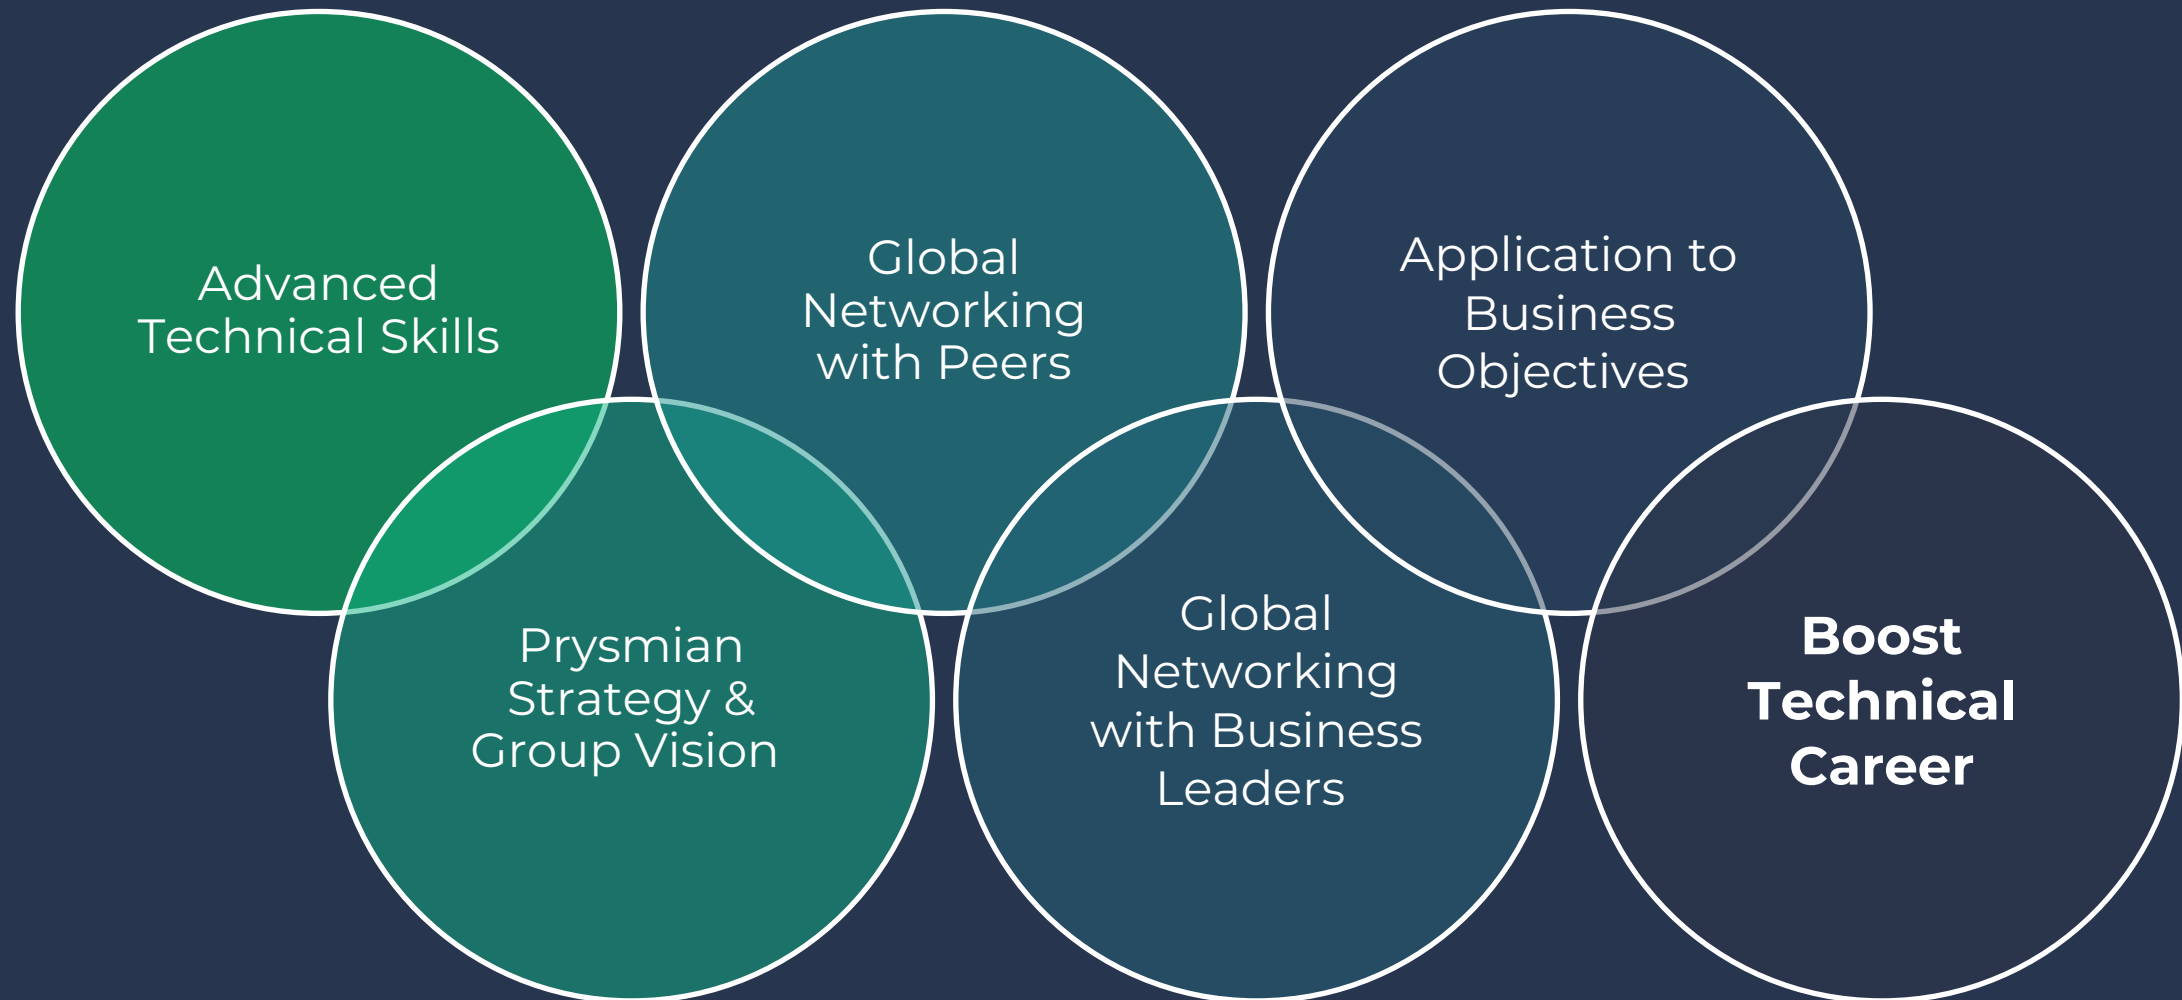 Advanced
Technical Skills
Prysmian
Strategy &
Group Vision
Global
Networking
with Peers
Global
Networking
with Business
Leaders
Application to
Business
Objectives
Boost
Technical
Career